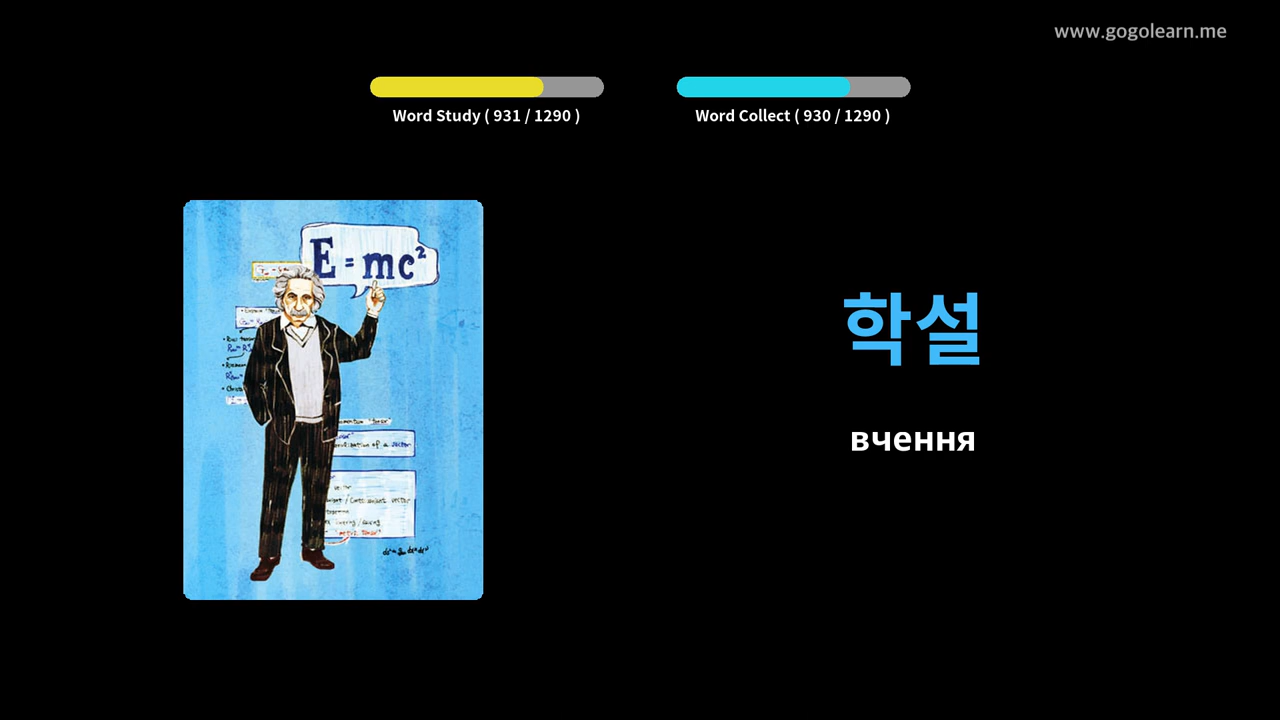 www.gogolearn.me
Word Study ( 931 / 1290 )
Word Collect ( 930 / 1290 )
E = mc²
학설
вчення